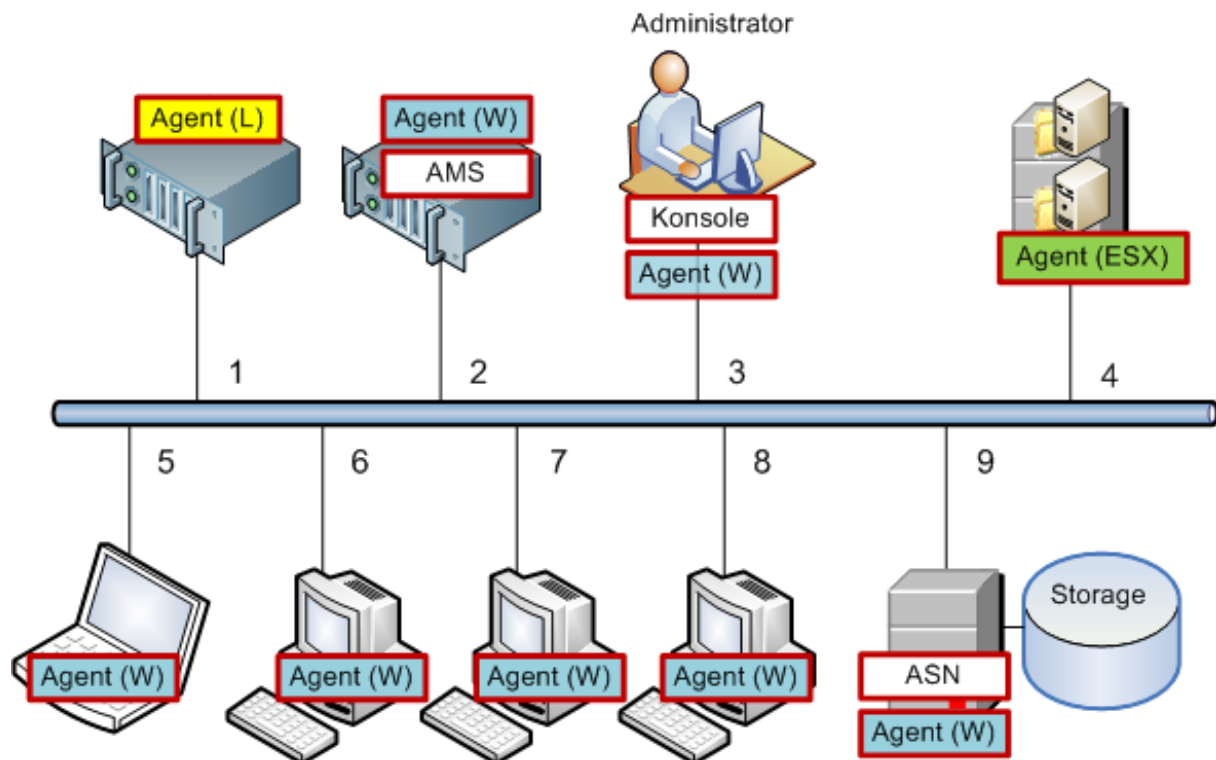 Administrator
Agent (L)
Agent (W)
AMS
Konsole
Agent (W)
Agent (ESX)
1
2
3
4
5
6
7
8
9
Agent (W)
Agent (W)
Agent (W)
Agent (W)
ASN
Agent (W)
Storage